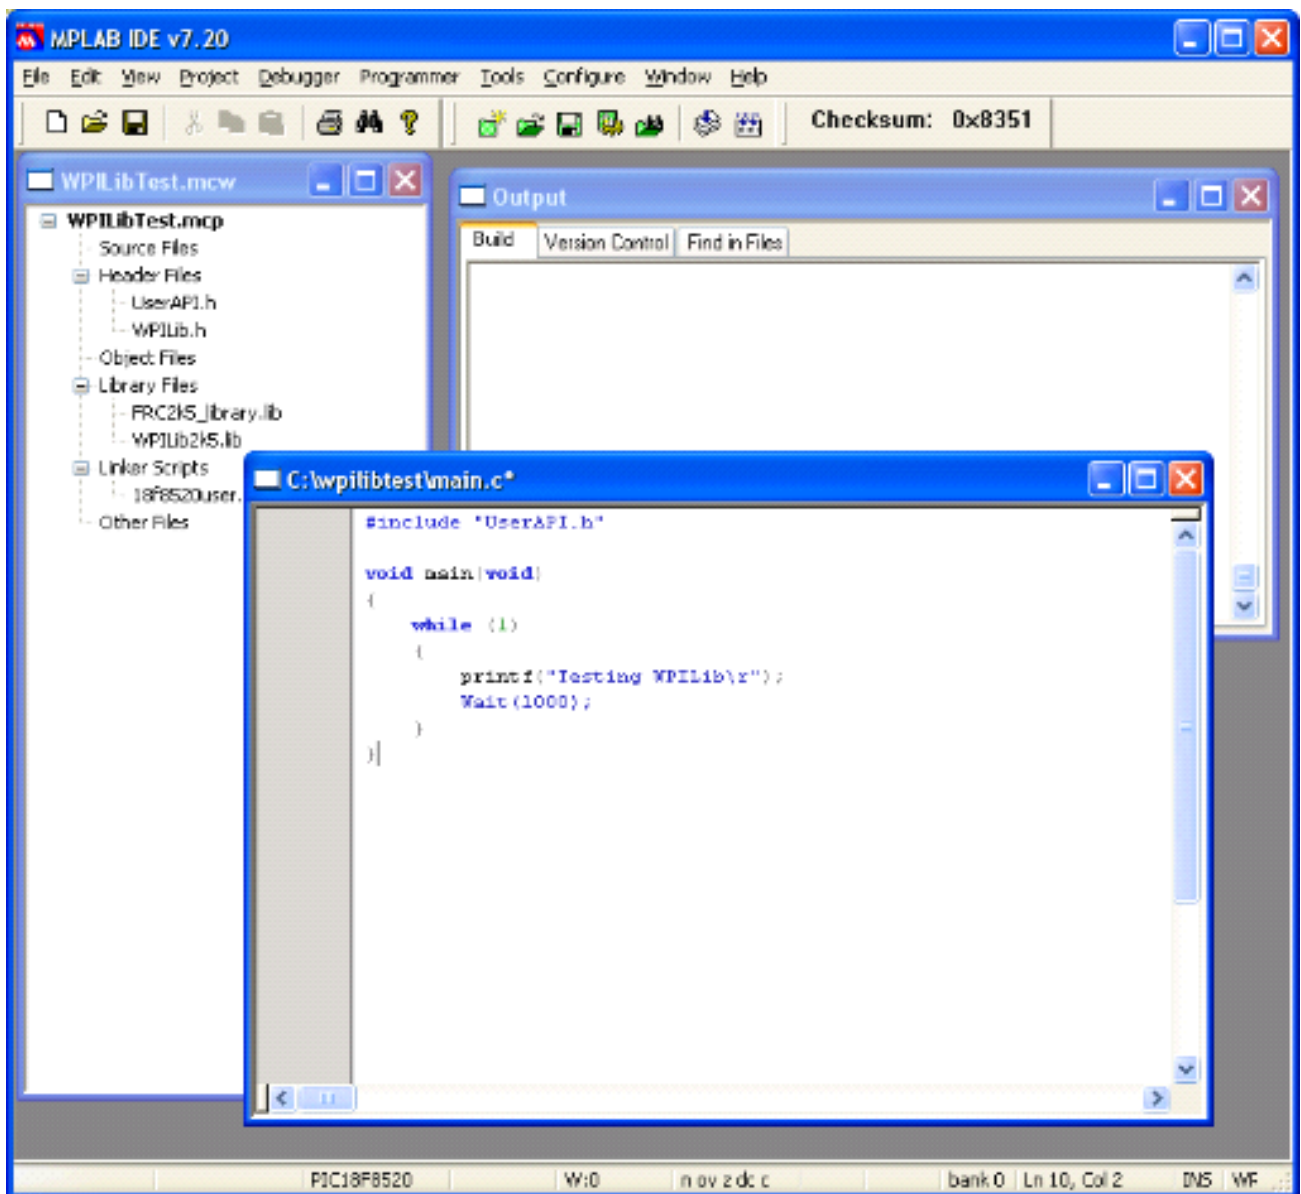 MPLAB IDE v7.20
File Edit View Project Debugger Programmer Tools Configure Window Help
Checksum: 0x8351
WPILibTest.mcw
WPILibTest.mcp
Source Files
Header Files
UserAPI.h
WPILib.h
Object Files
Library Files
FRC2k5_library.lib
WPILib2k5.lib
Linker Scripts
18f8520user.
Other Files
Output
Build Version Control Find in Files
C:\wpilibtest\main.c*
#include "UserAPI.h"
void main(void)
{
while (1)
{
printf("Testing WPILib\r");
Wait(1000);
}
}
PIC18F8520 W:0 n ov z dc c bank 0 Ln 10, Col 2 INS WR